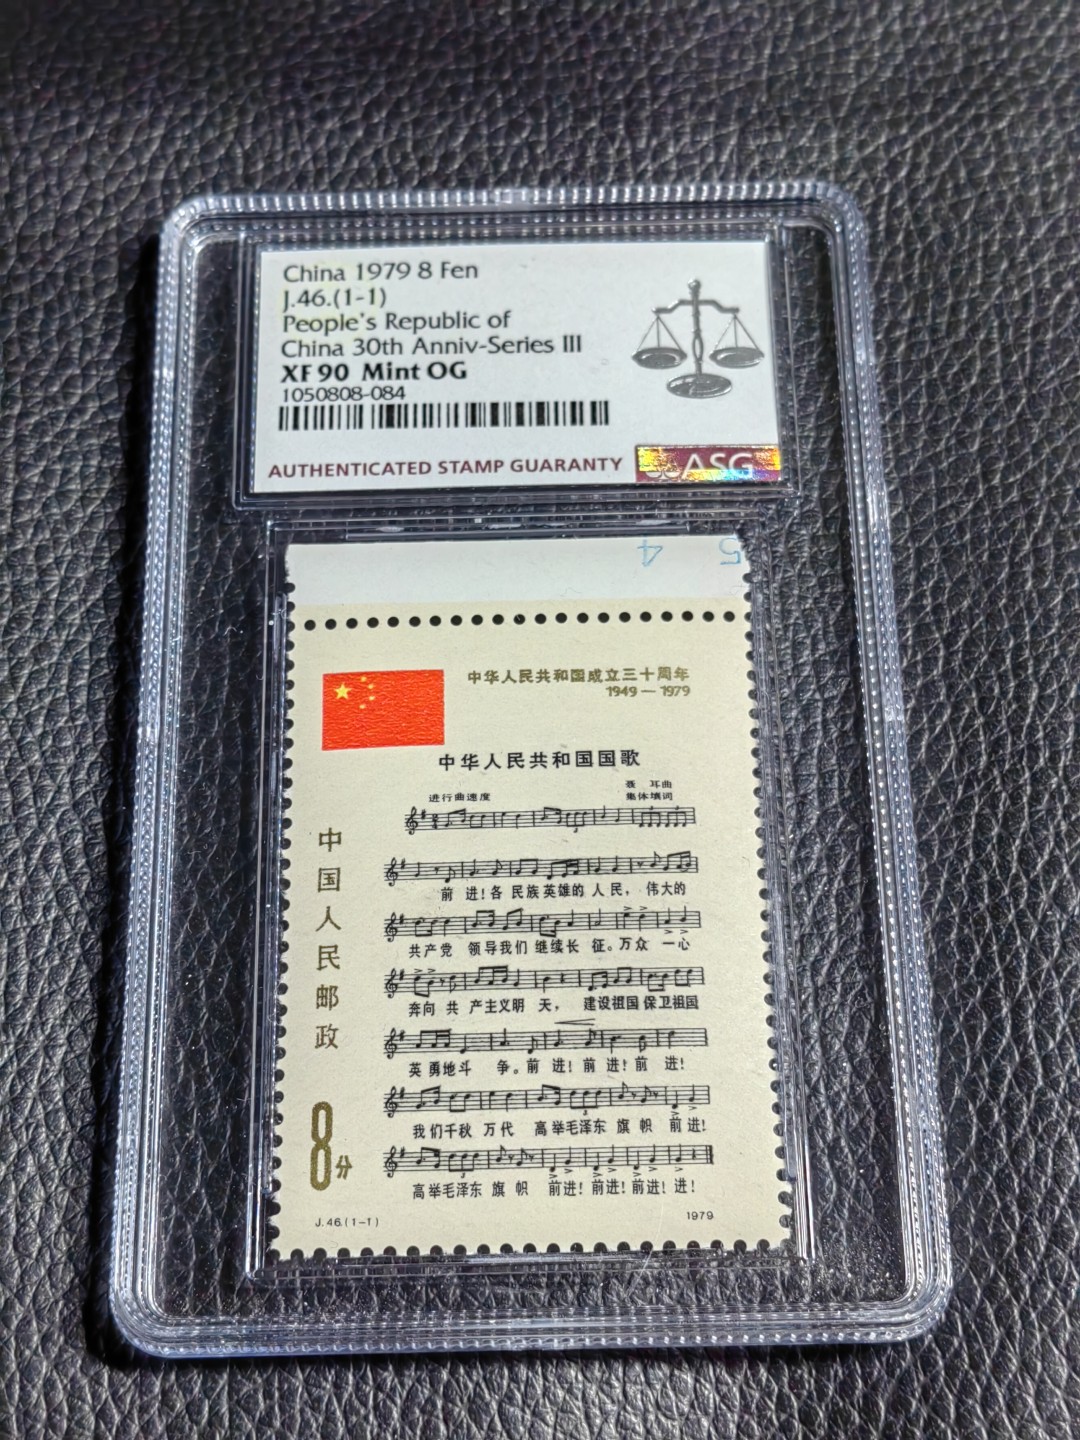 China 1979 8 Fen
J.46.(1-1)
People's Republic of
China 30th Anniv-Series III
XF 90 Mint OG
1050808-084
AUTHENTICATED STAMP GUARANTY
ASG
4 5
中华人民共和国成立三十周年
1949—1979
中华人民共和国国歌
聂 耳曲
进行曲速度 集体填词
前 进!各 民族英雄的 人民， 伟大的
共产党 领导我们 继续长 征。万众 一心
奔向 共 产主义明 天， 建设祖国保卫祖国
英 勇地斗 争。前 进! 前 进! 前 进!
我们千秋 万代 高举毛泽东 旗 帜 前进!
高举毛泽东 旗 帜 前进! 前进! 前进! 进!
中国人民邮政
8分
J.46.(1-1) 1979